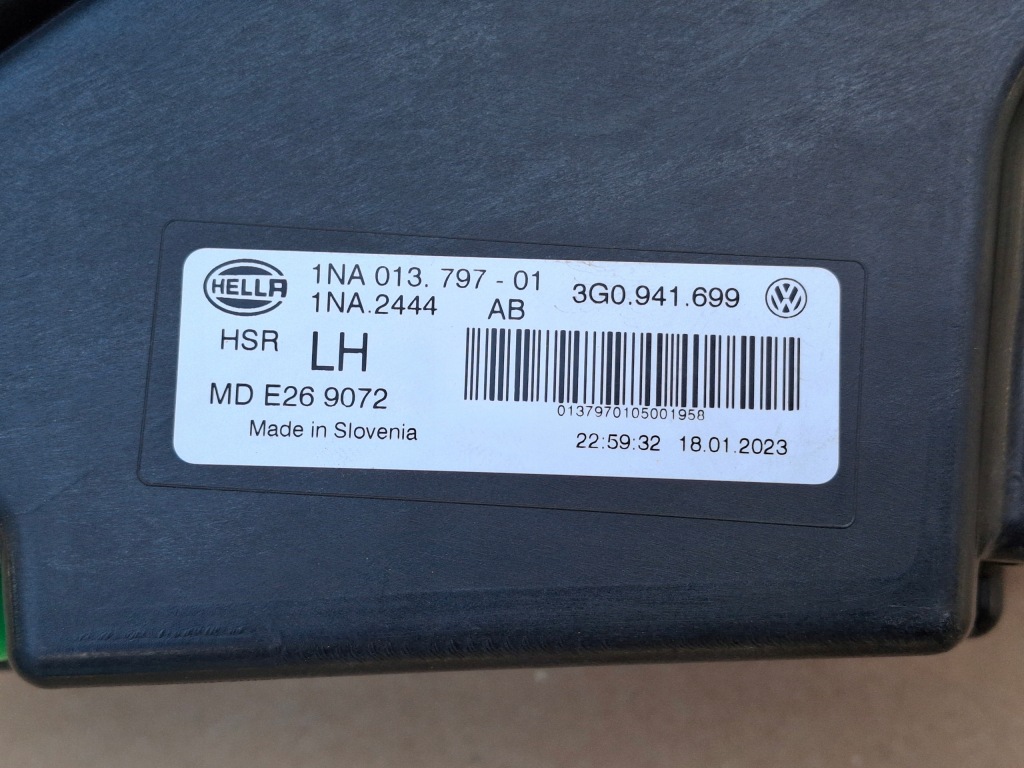 HELLA 1NA 013.797-01 3G0.941.699 VW
1NA.2444 AB
HSR LH
MD E26 9072
0137970105001958
Made in Slovenia 22:59:32 18.01.2023